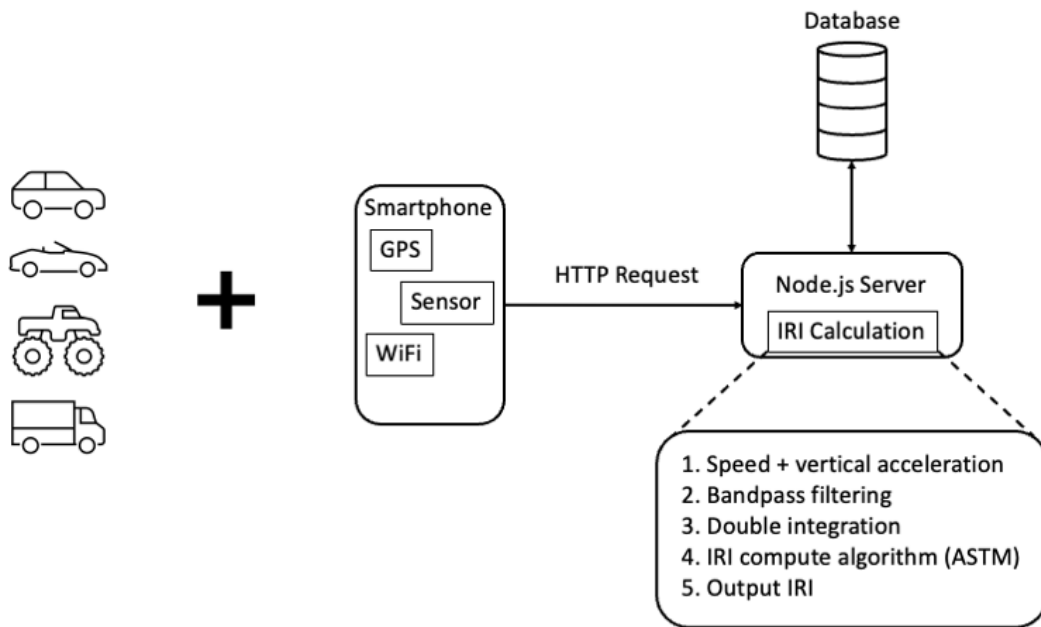 Database
Smartphone
GPS
Sensor
WiFi
HTTP Request
Node.js Server
IRI Calculation
1. Speed + vertical acceleration
2. Bandpass filtering
3. Double integration
4. IRI compute algorithm (ASTM)
5. Output IRI